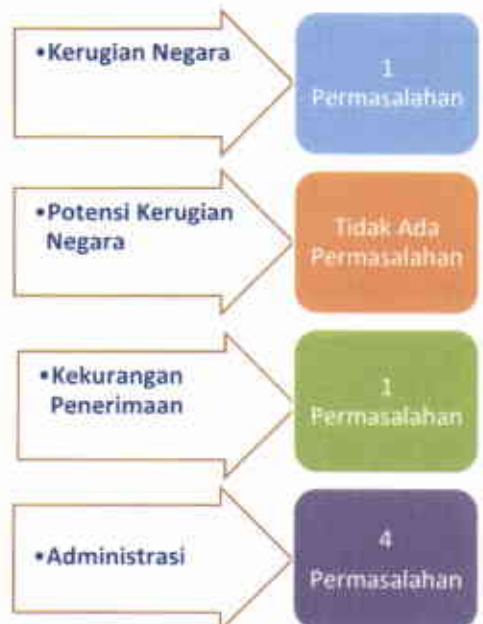 •Kerugian Negara
1
Permasalahan
•Potensi Kerugian
Negara
Tidak Ada
Permasalahan
•Kekurangan
Penerimaan
1
Permasalahan
•Administrasi
4
Permasalahan